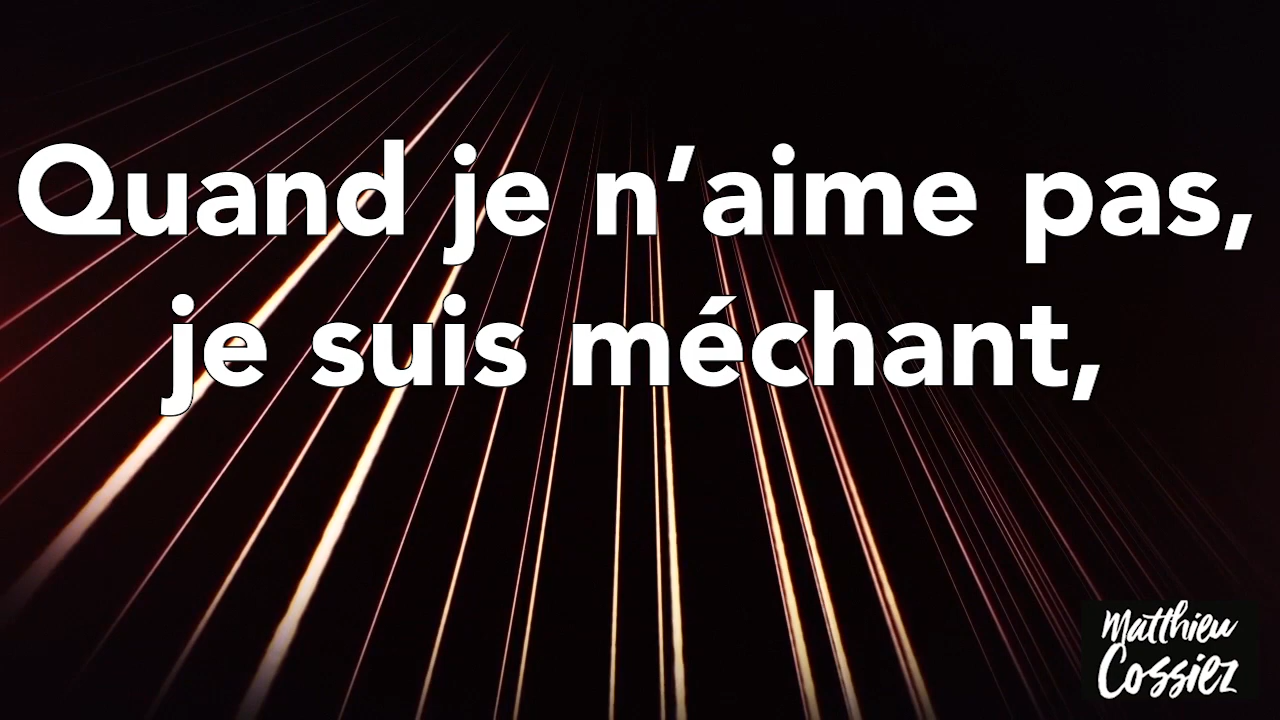 Quand je n’aime pas,
je suis méchant,
Matthieu
Cossiez